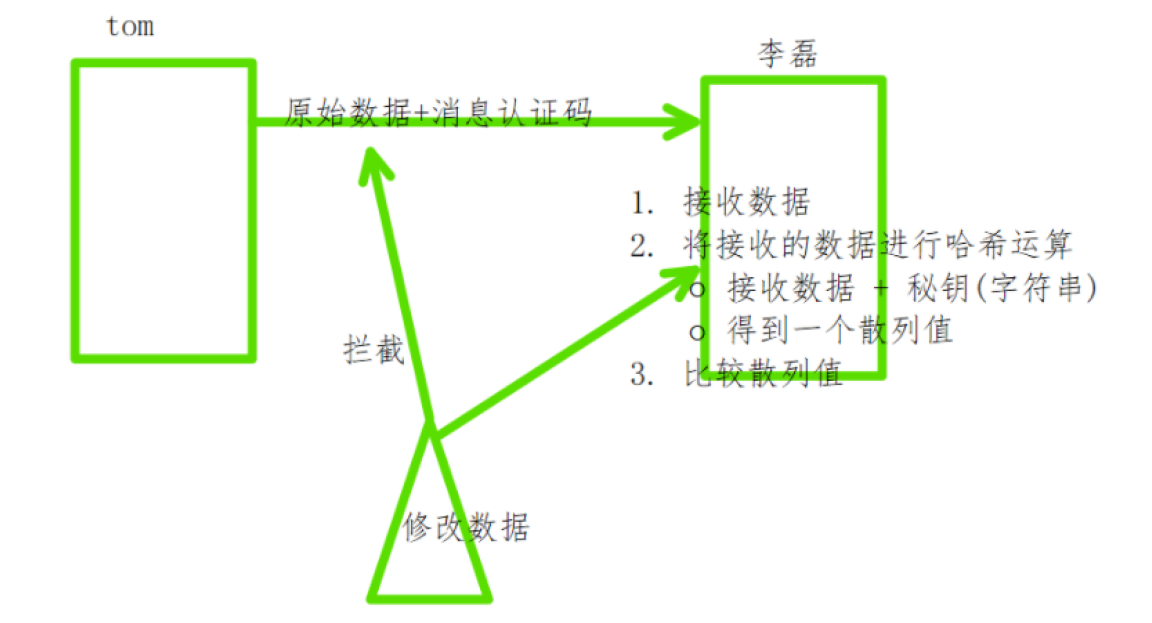 tom
李磊
原始数据+消息认证码
1. 接收数据
2. 将接收的数据进行哈希运算
o 接收数据 + 秘钥(字符串)
o 得到一个散列值
3. 比较散列值
拦截
修改数据